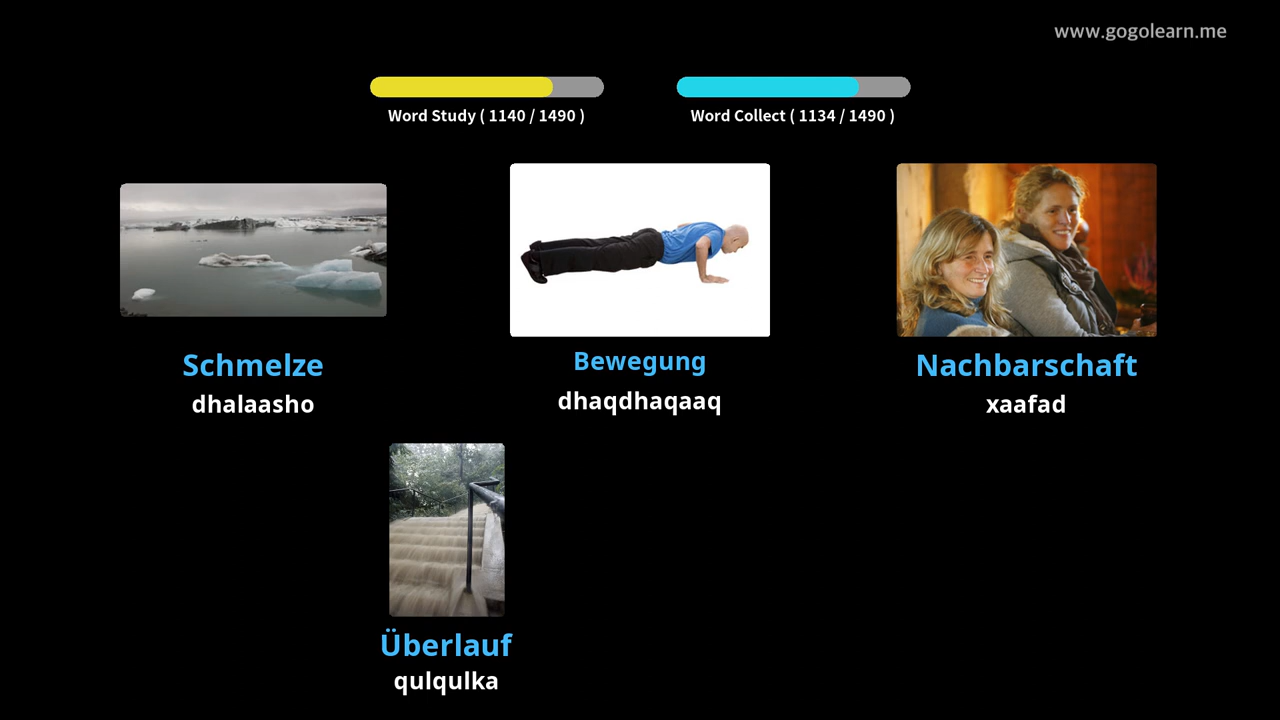 www.gogolearn.me
Word Study ( 1140 / 1490 )
Word Collect ( 1134 / 1490 )
Schmelze
dhalaasho
Bewegung
dhaqdhaqaaq
Nachbarschaft
xaafad
Überlauf
qulqulka